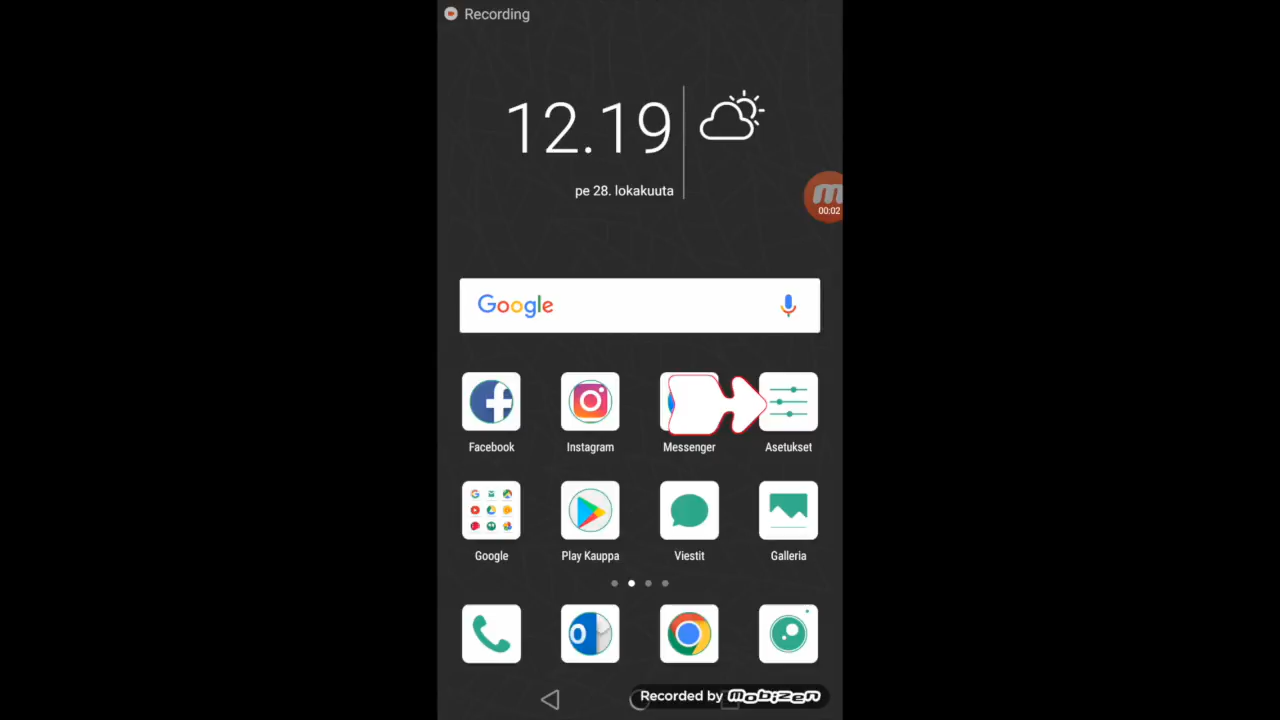 Recording
12.19
pe 28. lokakuuta
00:02
Google
Facebook
Instagram
Messenger
Asetukset
Google
Play Kauppa
Viestit
Galleria
Recorded by mobizen